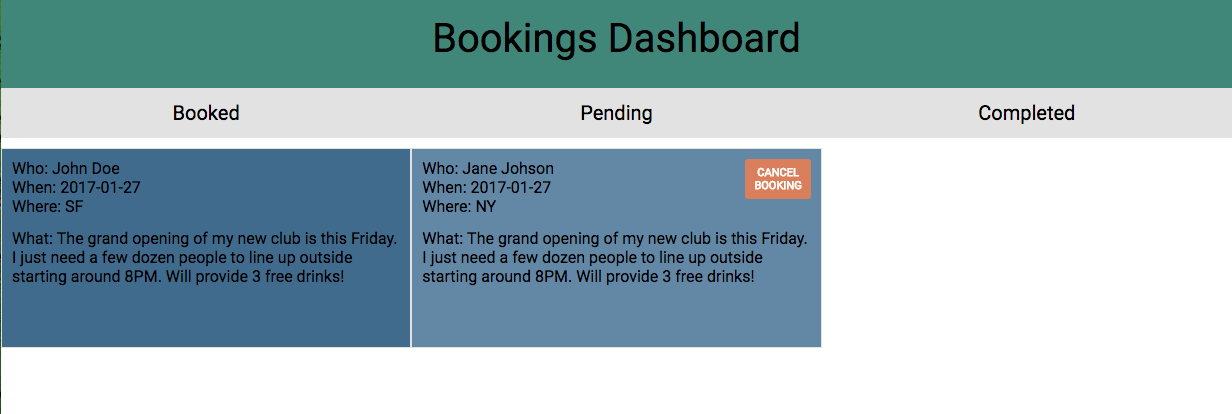 Bookings Dashboard
Booked
Pending
Completed
Who: John Doe
When: 2017-01-27
Where: SF
What: The grand opening of my new club is this Friday.
I just need a few dozen people to line up outside
starting around 8PM. Will provide 3 free drinks!
Who: Jane Johson
When: 2017-01-27
Where: NY
CANCEL
BOOKING
What: The grand opening of my new club is this Friday.
I just need a few dozen people to line up outside
starting around 8PM. Will provide 3 free drinks!